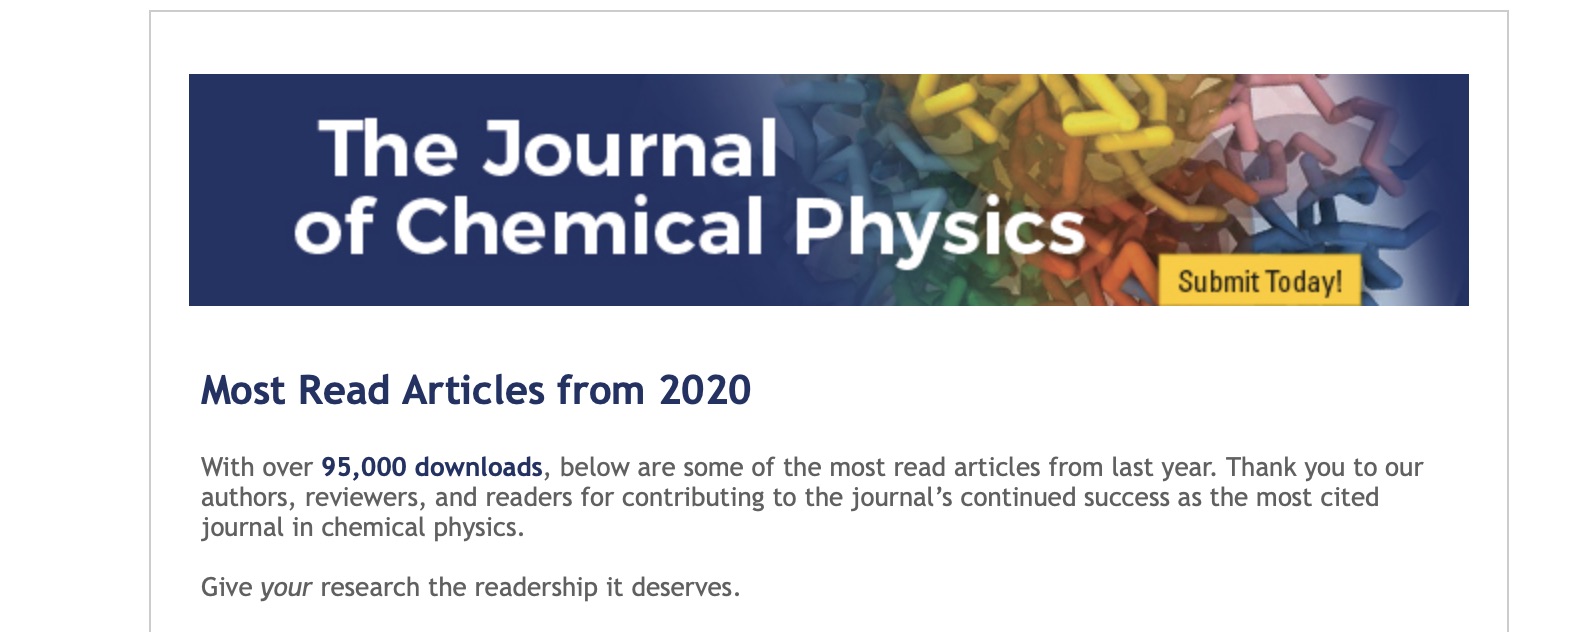 The Journal
of Chemical Physics
Submit Today!
Most Read Articles from 2020
With over 95,000 downloads, below are some of the most read articles from last year. Thank you to our
authors, reviewers, and readers for contributing to the journal’s continued success as the most cited
journal in chemical physics.
Give your research the readership it deserves.